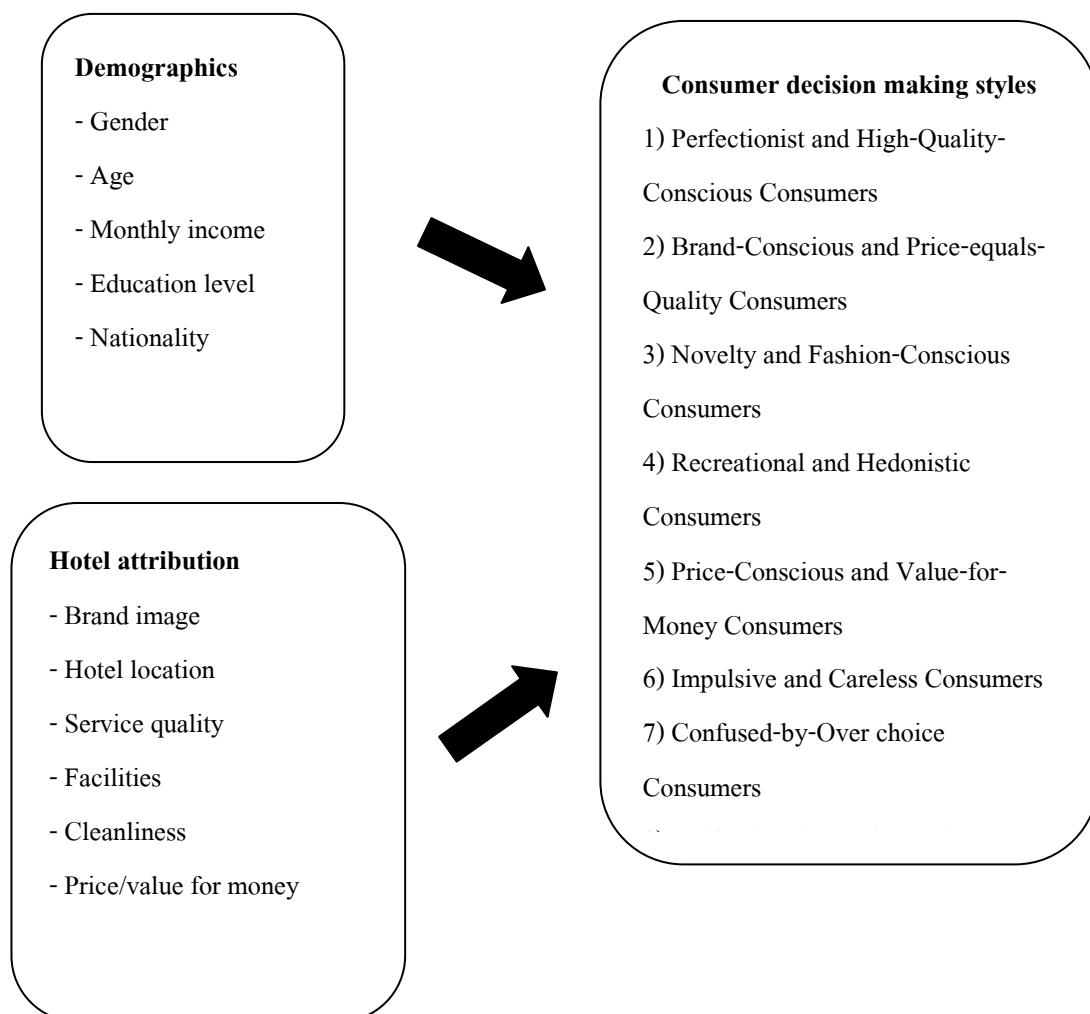 Demographics
- Gender
- Age
- Monthly income
- Education level
- Nationality
Hotel attribution
- Brand image
- Hotel location
- Service quality
- Facilities
- Cleanliness
- Price/value for money
Consumer decision making styles
1) Perfectionist and High-Quality-
Conscious Consumers
2) Brand-Conscious and Price-equals-
Quality Consumers
3) Novelty and Fashion-Conscious
Consumers
4) Recreational and Hedonistic
Consumers
5) Price-Conscious and Value-for-
Money Consumers
6) Impulsive and Careless Consumers
7) Confused-by-Over choice
Consumers